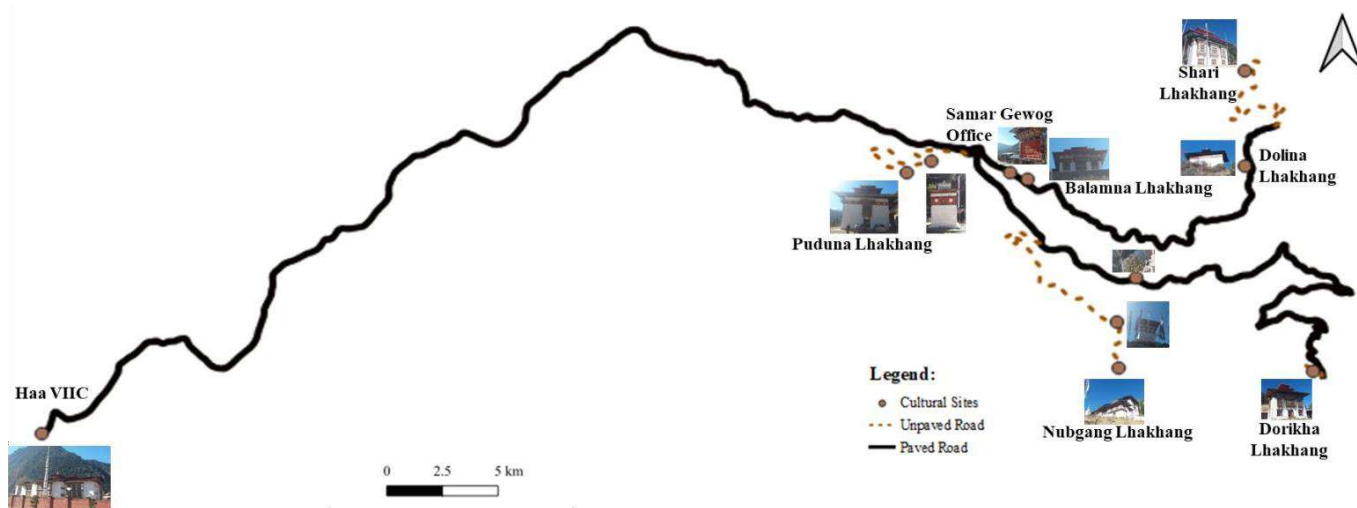 Shari
Lhakhang
Samar Gewog
Office
Dolina
Lhakhang
Balamna Lhakhang
Puduna Lhakhang
Haa VIIC
Legend:
Cultural Sites
Unpaved Road
Paved Road
Nubgang Lhakhang
Dorikha
Lhakhang
0 2.5 5 km